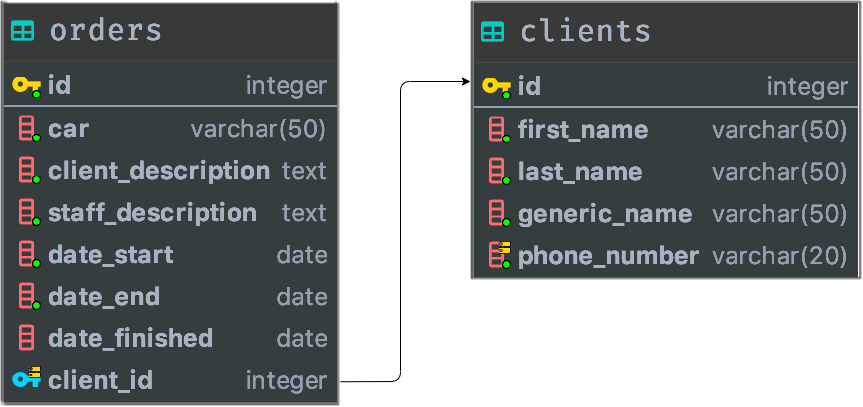 orders
id integer
car varchar(50)
client_description text
staff_description text
date_start date
date_end date
date_finished date
client_id integer
clients
id integer
first_name varchar(50)
last_name varchar(50)
generic_name varchar(50)
phone_number varchar(20)